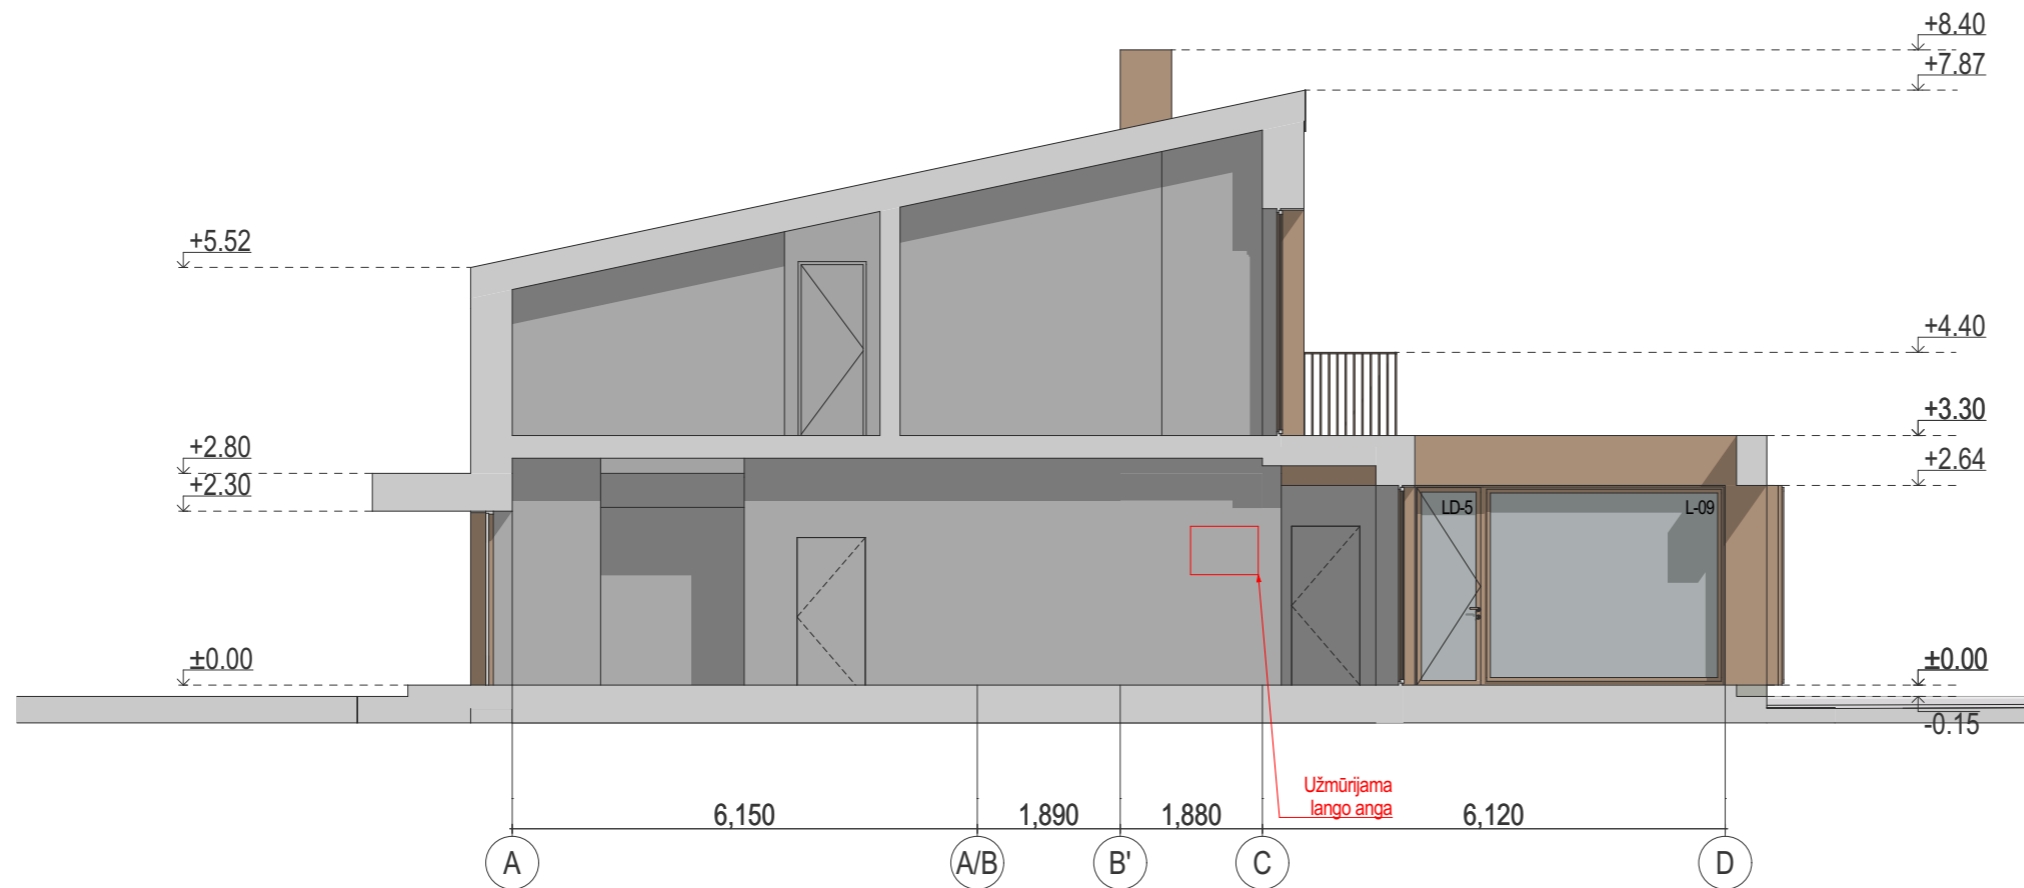 +8.40
+7.87
+5.52
+4.40
+3.30
+2.80
+2.64
+2.30
LD-5
L-09
±0.00
±0.00
-0.15
Užmūrijama
lango anga
6,150
1,890
1,880
6,120
A
A/B
B'
C
D